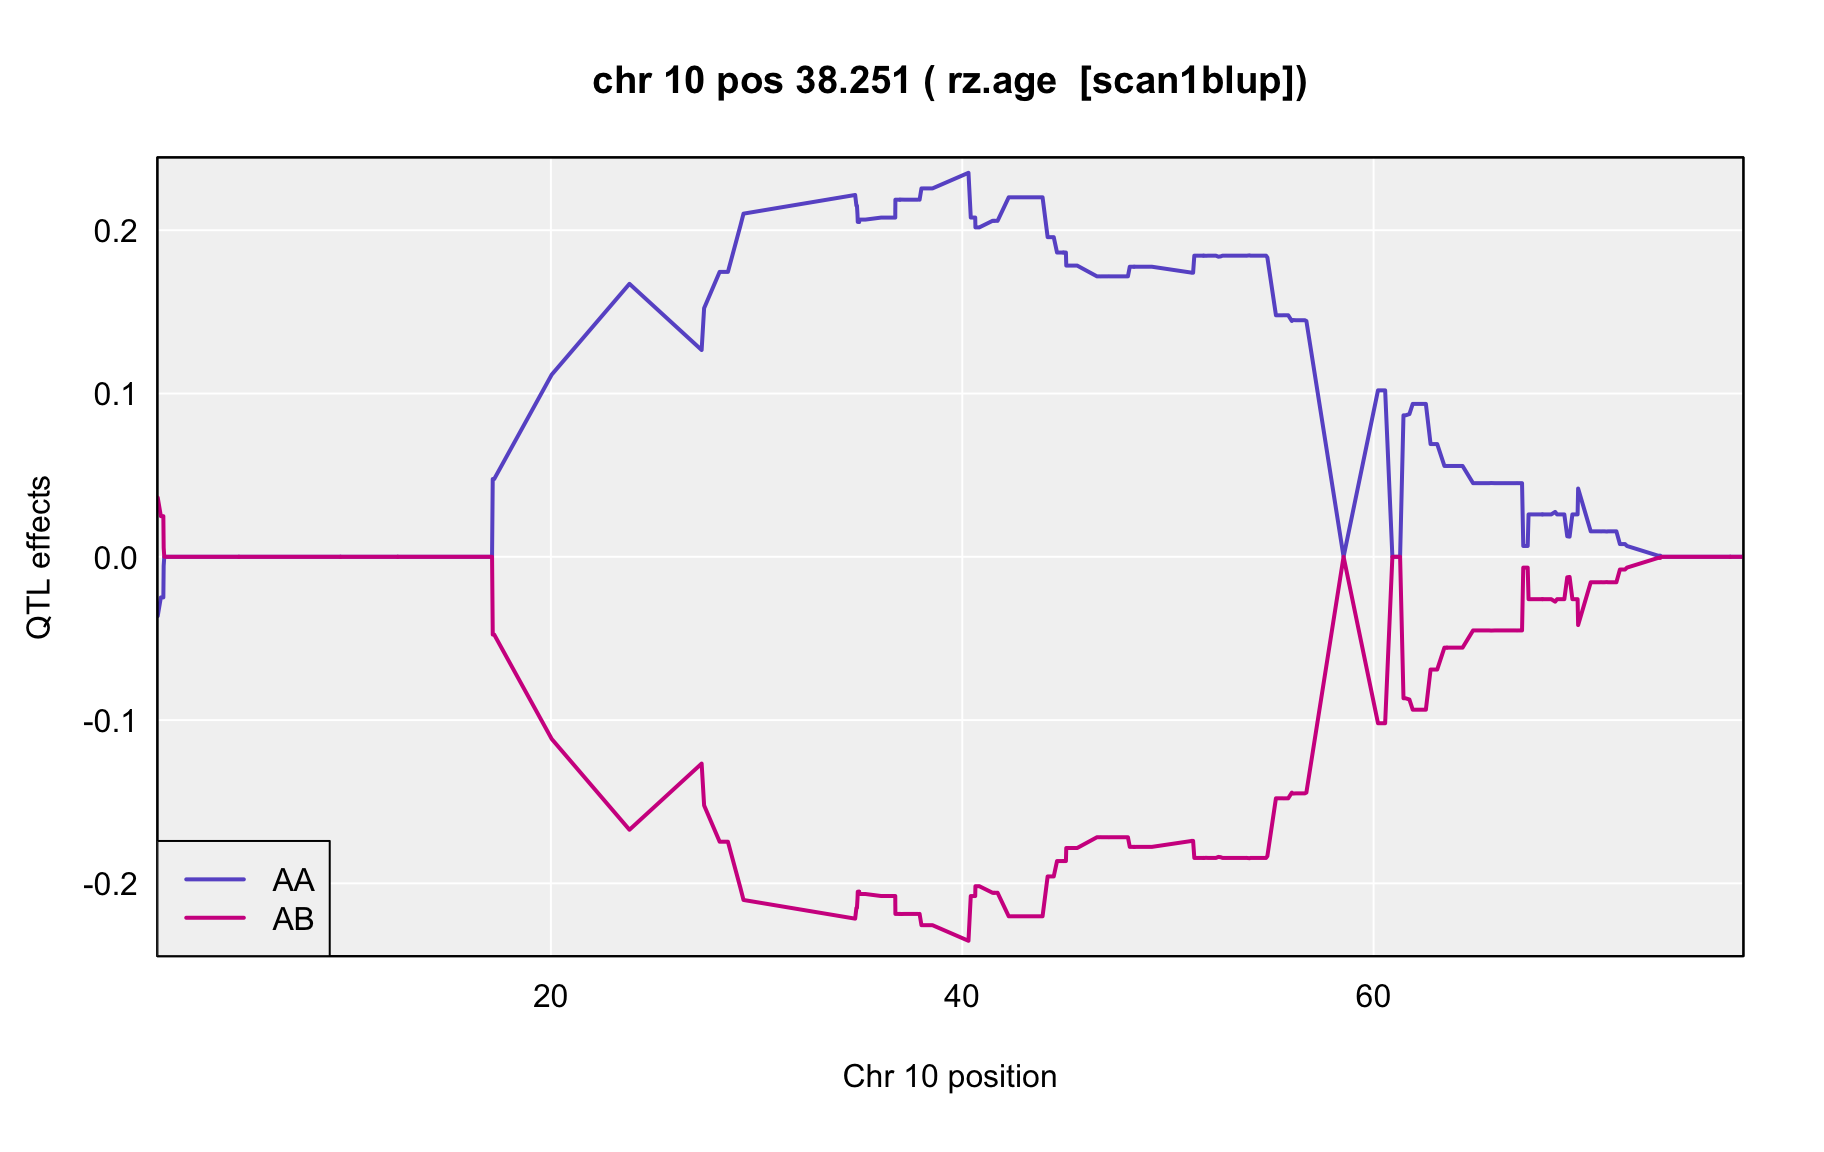 chr 10 pos 38.251 ( rz.age  [scan1blup])
QTL effects
0.2
0.1
0.0
-0.1
-0.2
AA
AB
20
40
60
Chr 10 position